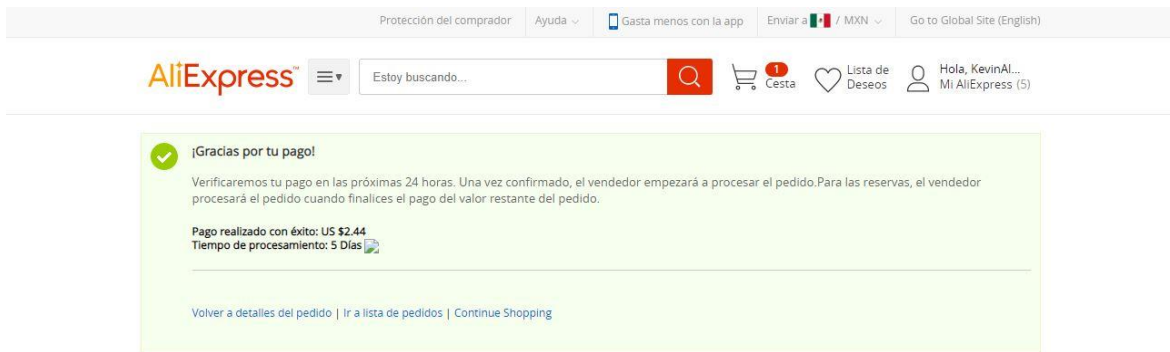 Protección del comprador Ayuda Gasta menos con la app Enviar a / MXN Go to Global Site (English)
AliExpress™ Estoy buscando... 1 Cesta Lista de Deseos Hola, KevinAl... Mi AliExpress (5)
¡Gracias por tu pago!
Verificaremos tu pago en las próximas 24 horas. Una vez confirmado, el vendedor empezará a procesar el pedido.Para las reservas, el vendedor
procesará el pedido cuando finalices el pago del valor restante del pedido.
Pago realizado con éxito: US $2.44
Tiempo de procesamiento: 5 Días
Volver a detalles del pedido | Ir a lista de pedidos | Continue Shopping